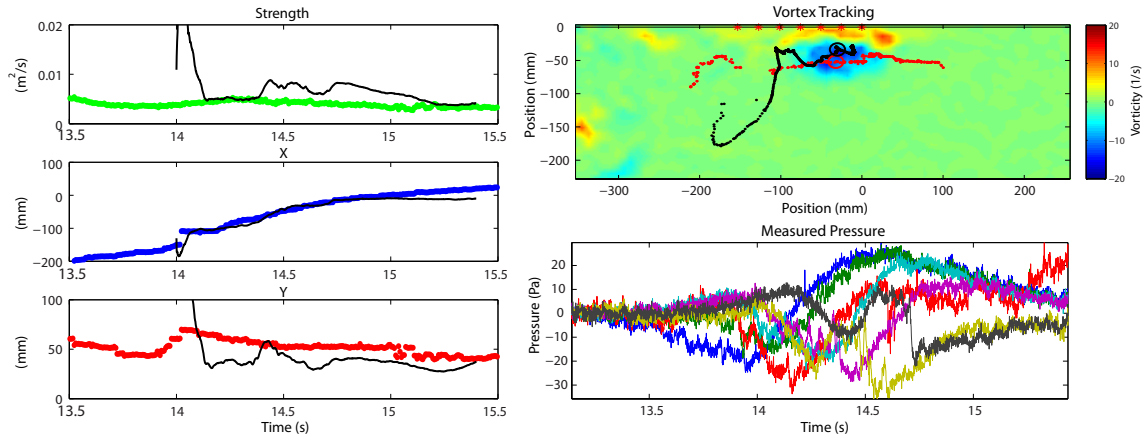 Strength
0.02
0.01
0
(m²/s)
13.5 14 14.5 15 15.5
X
100
0
−100
−200
(mm)
13.5 14 14.5 15 15.5
Y
100
50
0
(mm)
13.5 14 14.5 15 15.5
Time (s)
Vortex Tracking
0
−50
−100
−150
−200
Position (mm)
−300 −200 −100 0 100 200
Position (mm)
20
10
0
−10
−20
Vorticity (1/s)
Measured Pressure
20
10
0
−10
−20
−30
Pressure (Pa)
13.5 14 14.5 15
Time (s)